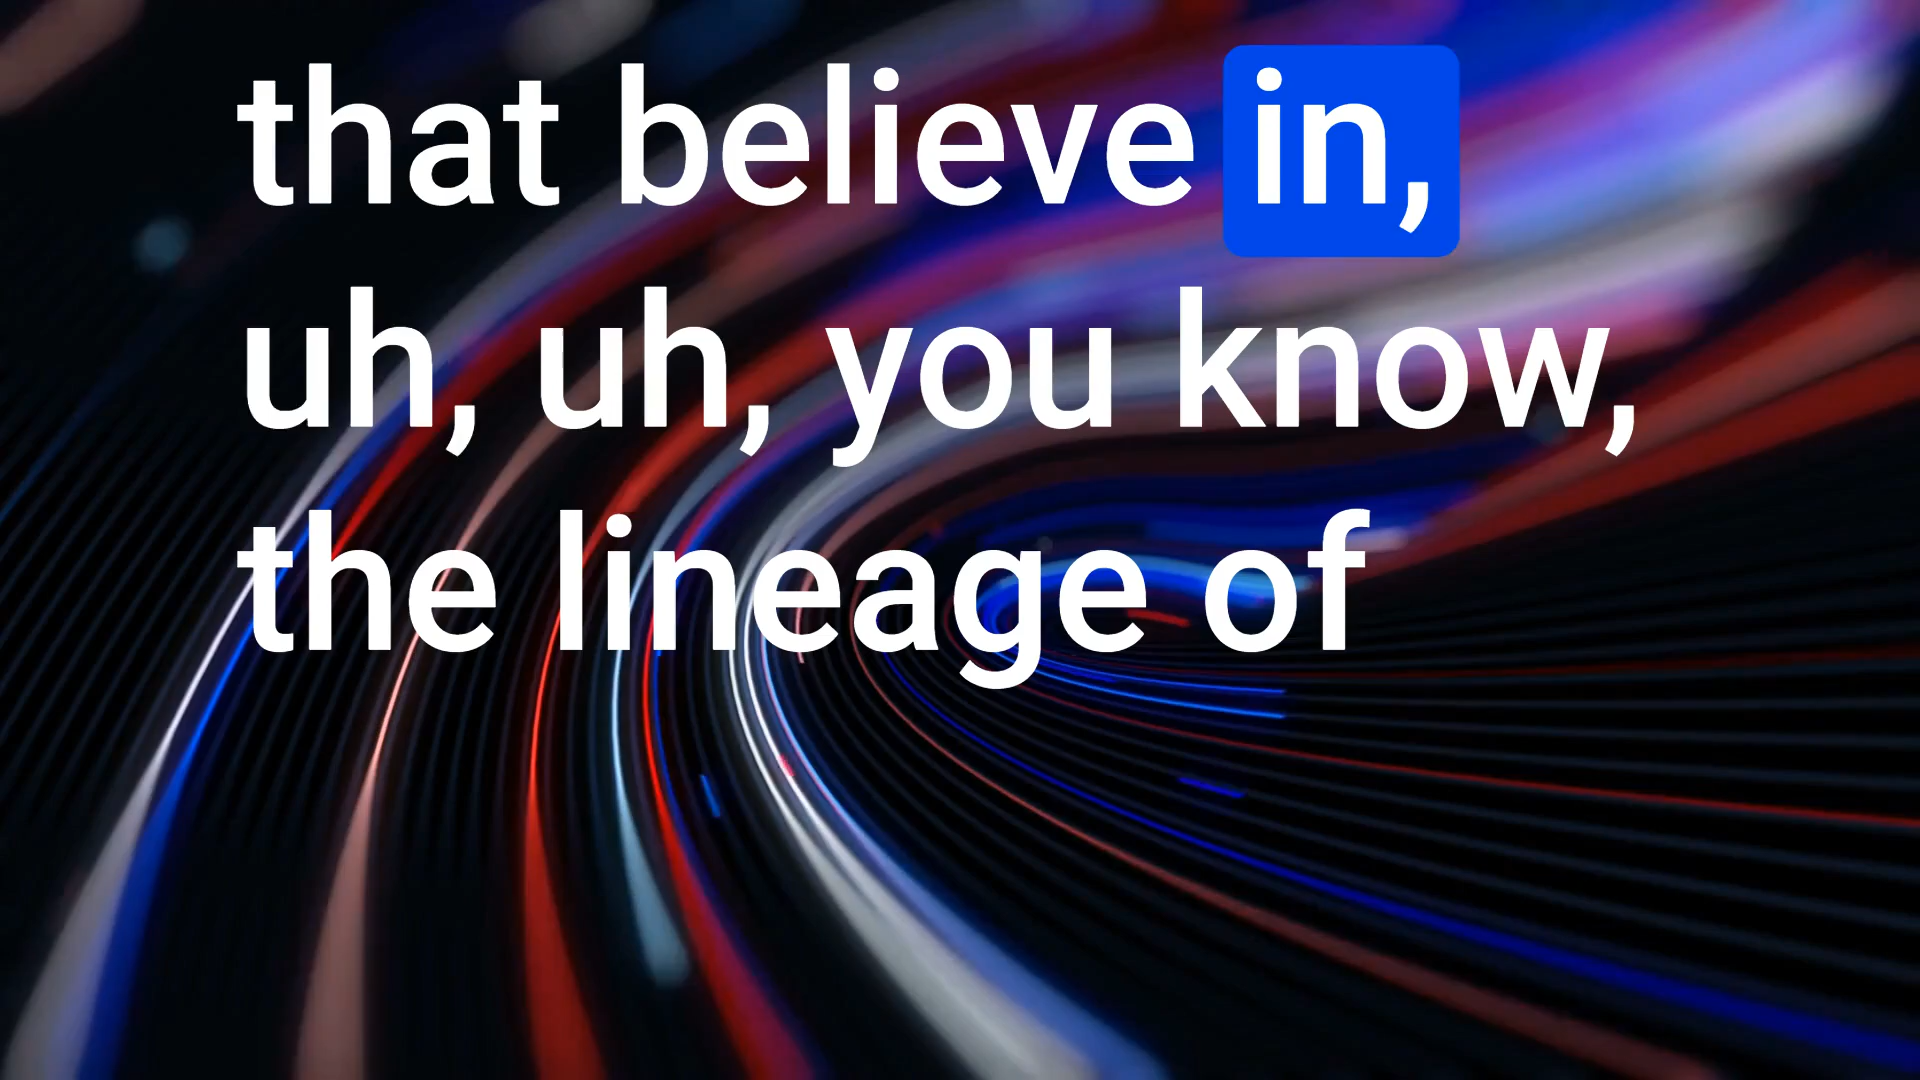 that believe in,
uh, uh, you know,
the lineage of